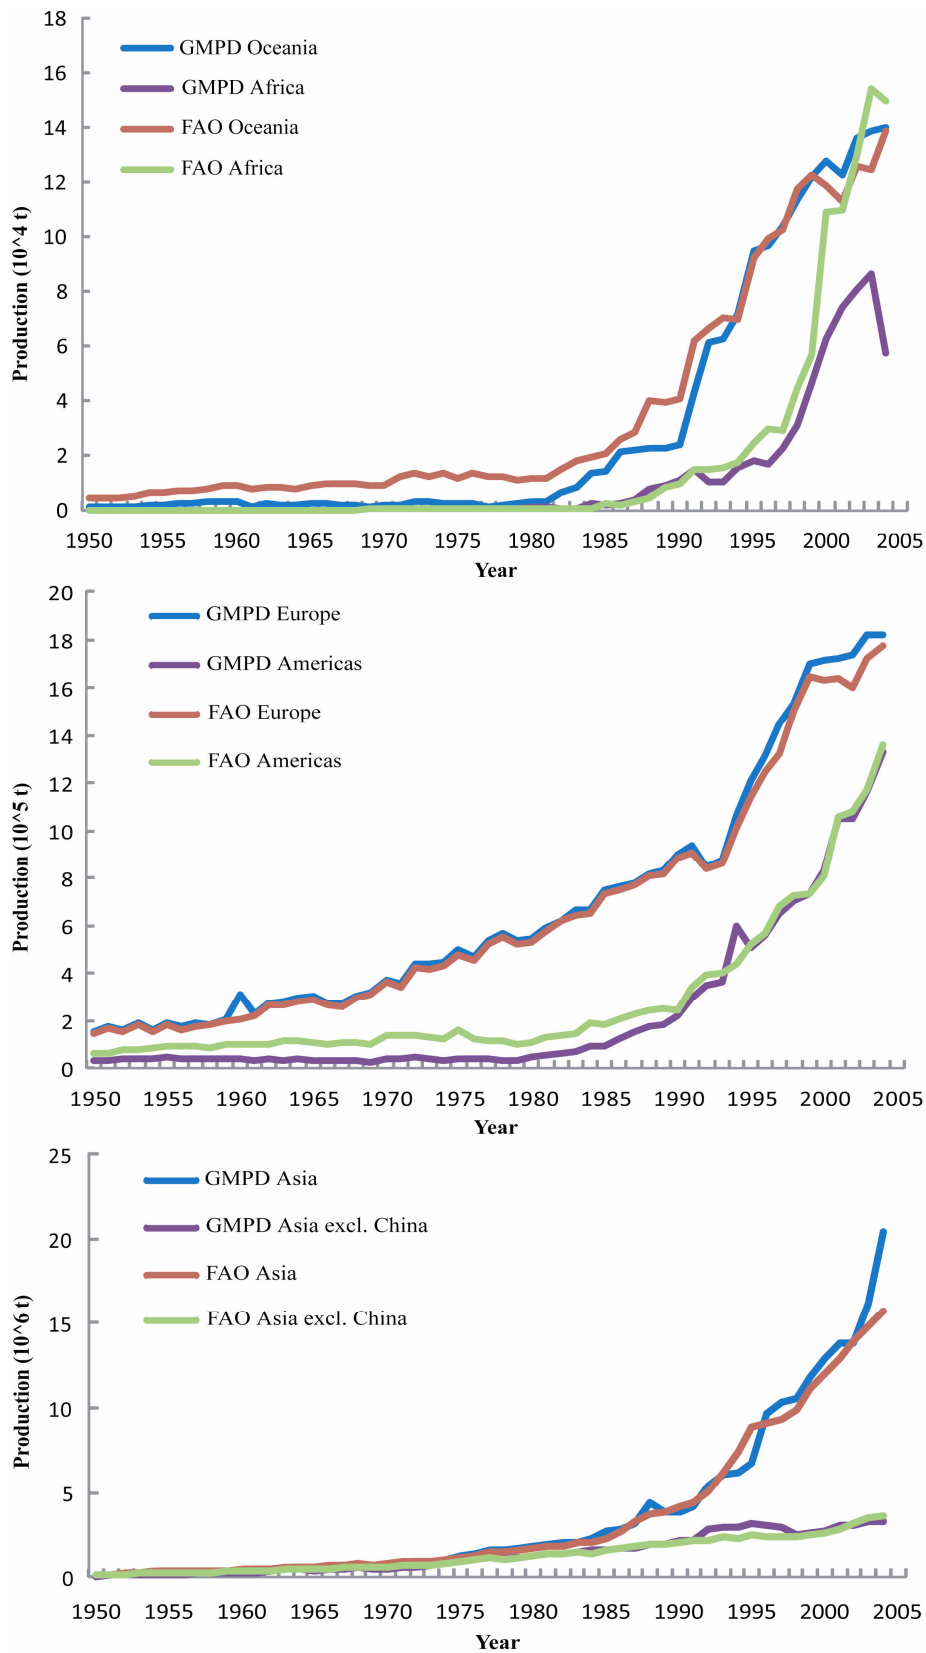 18
16
14
12
10
8
6
4
2
0
Production (10^4 t)
GMPD Oceania
GMPD Africa
FAO Oceania
FAO Africa
1950 1955 1960 1965 1970 1975 1980 1985 1990 1995 2000 2005
Year
20
18
16
14
12
10
8
6
4
2
0
Production (10^5 t)
GMPD Europe
GMPD Americas
FAO Europe
FAO Americas
1950 1955 1960 1965 1970 1975 1980 1985 1990 1995 2000 2005
Year
25
20
15
10
5
0
Production (10^6 t)
GMPD Asia
GMPD Asia excl. China
FAO Asia
FAO Asia excl. China
1950 1955 1960 1965 1970 1975 1980 1985 1990 1995 2000 2005
Year